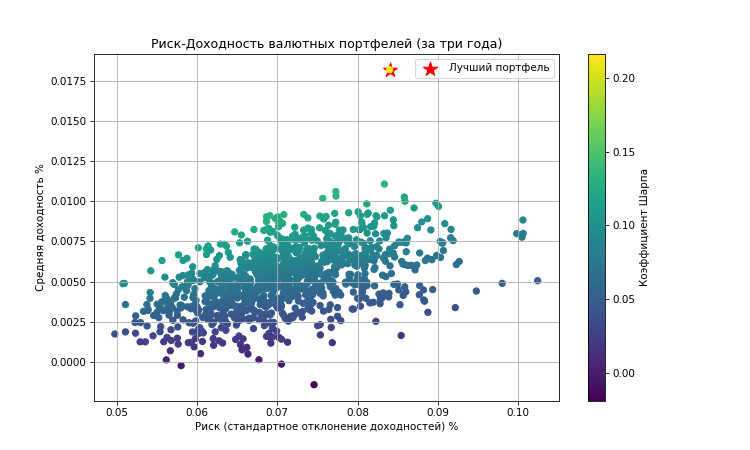 Риск-Доходность валютных портфелей (за три года)
Лучший портфель
Средняя доходность %
0.0175
0.0150
0.0125
0.0100
0.0075
0.0050
0.0025
0.0000
0.05 0.06 0.07 0.08 0.09 0.10
Риск (стандартное отклонение доходностей) %
0.20
0.15
0.10
0.05
0.00
Коэффициент Шарпа